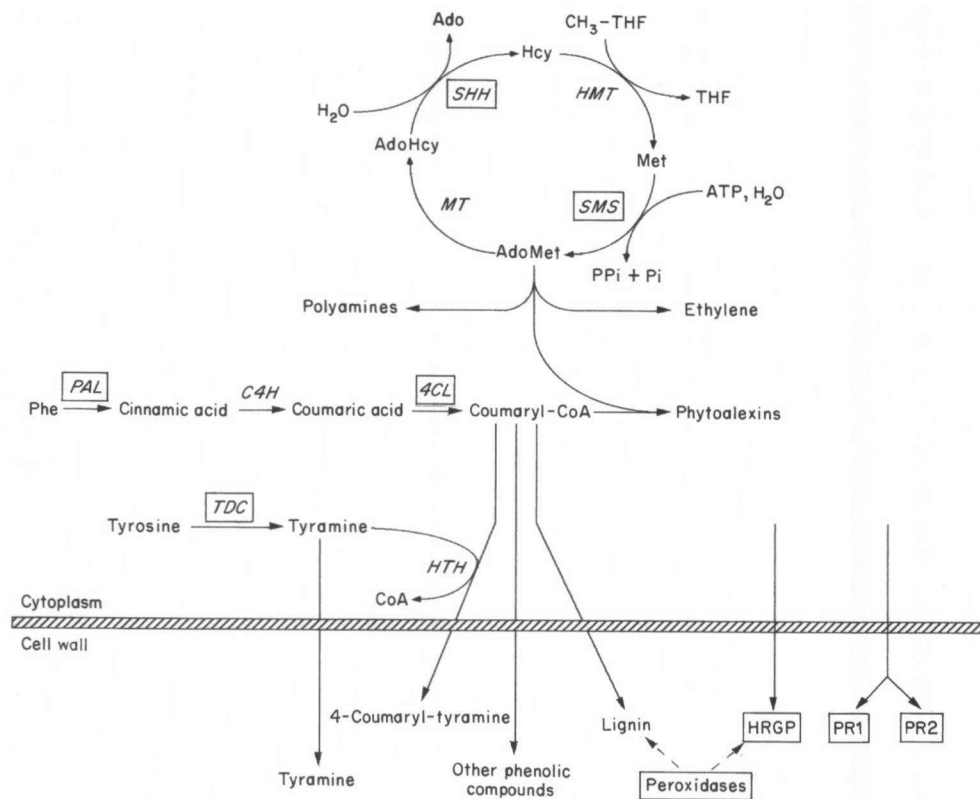 Ado
CH₃-THF
Hcy
SHH
HMT
H₂O
THF
AdoHcy
Met
MT
SMS
ATP, H₂O
AdoMet
PPi + Pi
Polyamines
Ethylene
PAL
C4H
4CL
Phe
Cinnamic acid
Coumaric acid
Coumaryl-CoA
Phytoalexins
TDC
Tyrosine
Tyramine
HTH
CoA
Cytoplasm
Cell wall
4-Coumaryl-tyramine
Lignin
HRGP
PR1
PR2
Tyramine
Other phenolic
compounds
Peroxidases